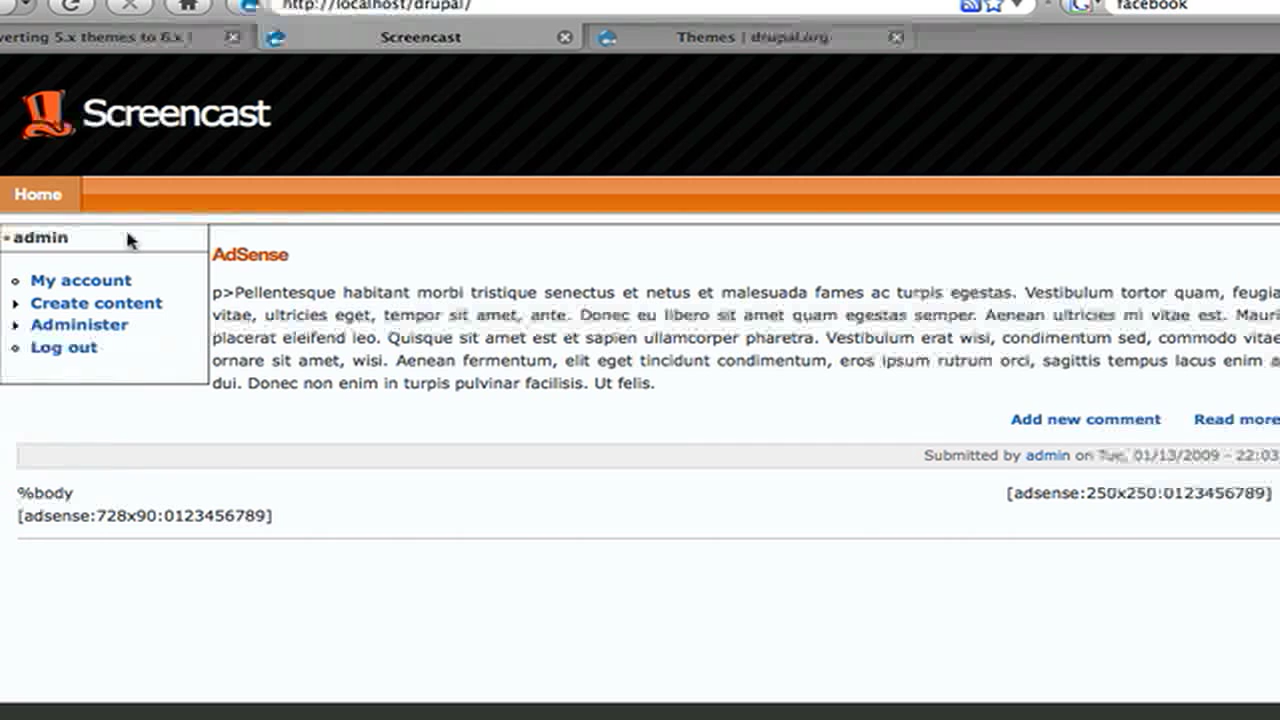 http://localhost/drupal/
facebook
verting 5.x themes to 6.x |
Screencast
Themes | drupal.org
Screencast
Home
admin
My account
Create content
Administer
Log out
AdSense
p>Pellentesque habitant morbi tristique senectus et netus et malesuada fames ac turpis egestas. Vestibulum tortor quam, feugia
vitae, ultricies eget, tempor sit amet, ante. Donec eu libero sit amet quam egestas semper. Aenean ultricies mi vitae est. Mauri
placerat eleifend leo. Quisque sit amet est et sapien ullamcorper pharetra. Vestibulum erat wisi, condimentum sed, commodo vitae
ornare sit amet, wisi. Aenean fermentum, elit eget tincidunt condimentum, eros ipsum rutrum orci, sagittis tempus lacus enim a
dui. Donec non enim in turpis pulvinar facilisis. Ut felis.
Add new comment Read more
Submitted by admin on Tue, 01/13/2009 - 22:03
%body
[adsense:250x250:0123456789]
[adsense:728x90:0123456789]